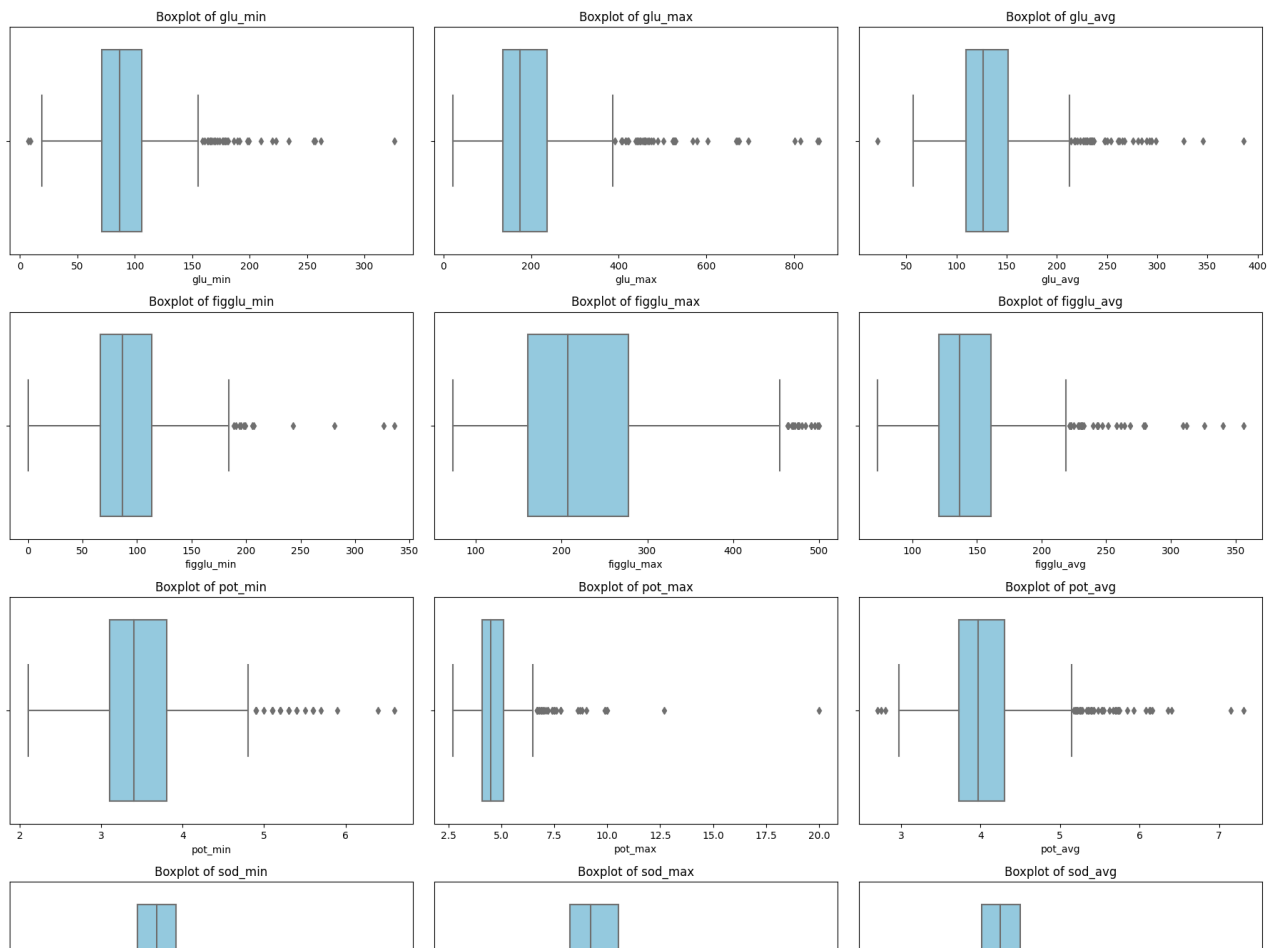 Boxplot of glu_min
Boxplot of glu_max
Boxplot of glu_avg
0 50 100 150 200 250 300
0 200 400 600 800
50 100 150 200 250 300 350 400
glu_min
glu_max
glu_avg
Boxplot of figglu_min
Boxplot of figglu_max
Boxplot of figglu_avg
0 50 100 150 200 250 300 350
100 200 300 400 500
100 150 200 250 300 350
figglu_min
figglu_max
figglu_avg
Boxplot of pot_min
Boxplot of pot_max
Boxplot of pot_avg
2 3 4 5 6
2.5 5.0 7.5 10.0 12.5 15.0 17.5 20.0
3 4 5 6 7
pot_min
pot_max
pot_avg
Boxplot of sod_min
Boxplot of sod_max
Boxplot of sod_avg